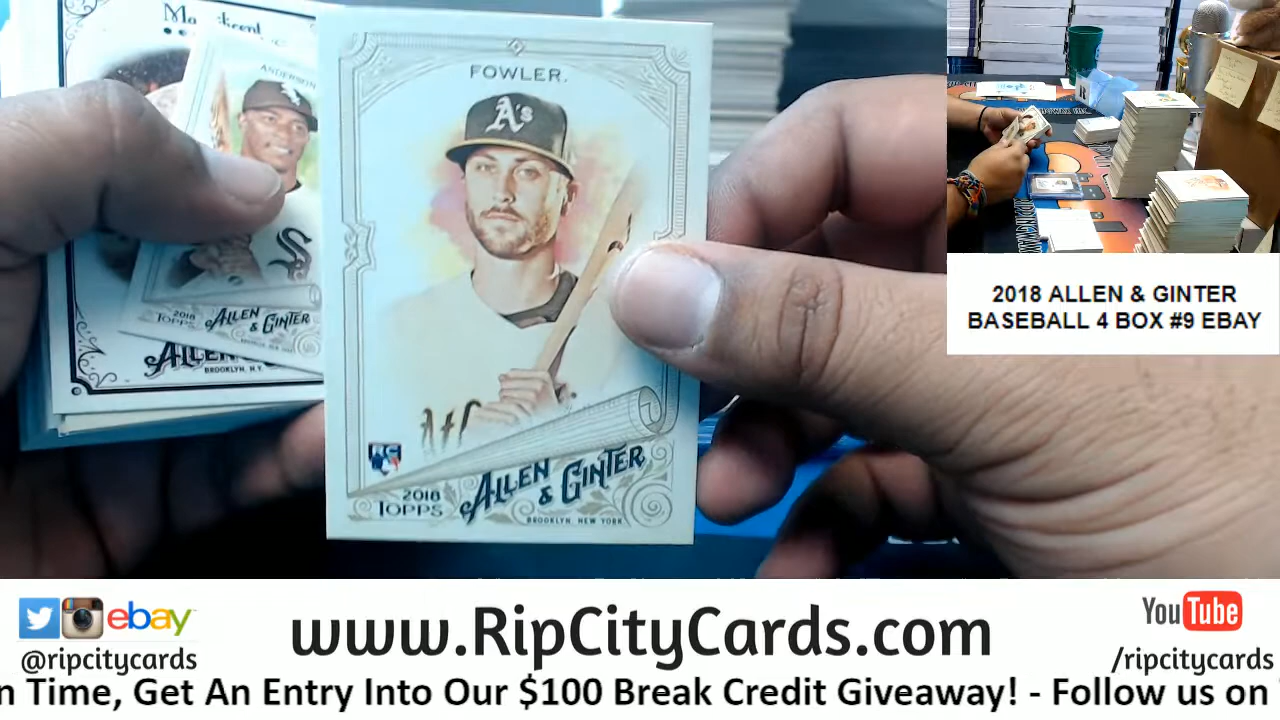 FOWLER.
A's
RC
2018
TOPPS
ALLEN
& GINTER
BROOKLYN, NEW YORK
ANDERSON
Sox
2018
TOPPS
ALLEN
& GINTER
BROOKLYN, N.Y.
2018 ALLEN & GINTER
BASEBALL 4 BOX #9 EBAY
ebay
@ripcitycards
www.RipCityCards.com
YouTube
/ripcitycards
n Time, Get An Entry Into Our $100 Break Credit Giveaway! - Follow us on